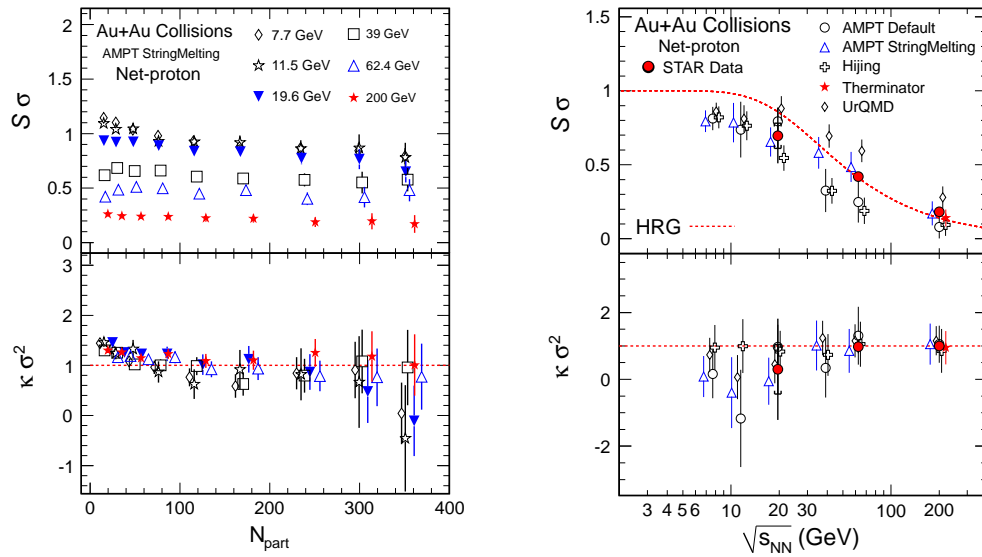 Au+Au Collisions
AMPT StringMelting
Net-proton
7.7 GeV
11.5 GeV
19.6 GeV
39 GeV
62.4 GeV
200 GeV
S σ
2
1.5
1
0.5
0
κ σ²
3
2
1
0
-1
0 100 200 300 400
N_part
Au+Au Collisions
Net-proton
STAR Data
AMPT Default
AMPT StringMelting
Hijing
Therminator
UrQMD
HRG
S σ
1.5
1
0.5
0
κ σ²
4
2
0
-2
2 3 4 5 6 10 20 30 100 200
√s_NN (GeV)